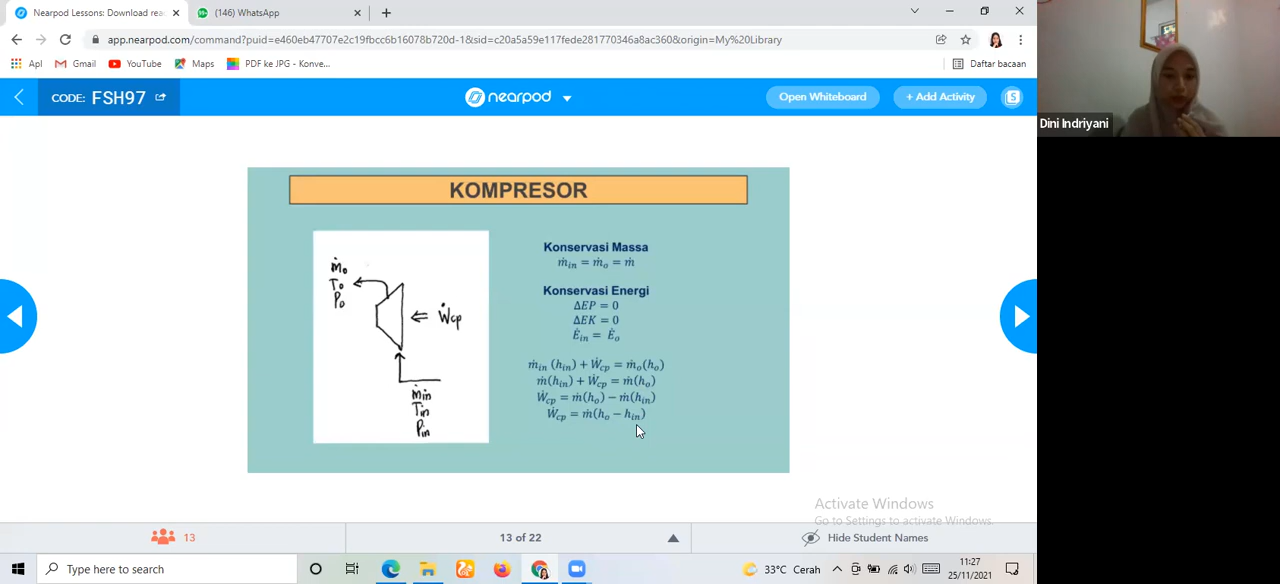 Nearpod Lessons: Download rea
(146) WhatsApp
app.nearpod.com/command?puid=e460eb47707e2c19fbcc6b16078b720d-1&sid=c20a5a59e117fede281770346a8ac360&origin=My%20Library
Apl
Gmail
YouTube
Maps
PDF ke JPG - Konve...
Daftar bacaan
CODE: FSH97
nearpod
Open Whiteboard
+ Add Activity
S
Dini Indriyani
KOMPRESOR
ṁo
To
Po
Ẇcp
ṁin
Tin
Pin
Konservasi Massa
ṁin = ṁo = ṁ
Konservasi Energi
ΔEP = 0
ΔEK = 0
Ėin = Ėo
ṁin (hin) + Ẇcp = ṁo(ho)
ṁ(hin) + Ẇcp = ṁ(ho)
Ẇcp = ṁ(ho) − ṁ(hin)
Ẇcp = ṁ(ho − hin)
Activate Windows
Go to Settings to activate Windows.
13
13 of 22
Hide Student Names
Type here to search
33°C Cerah
11:27
25/11/2021